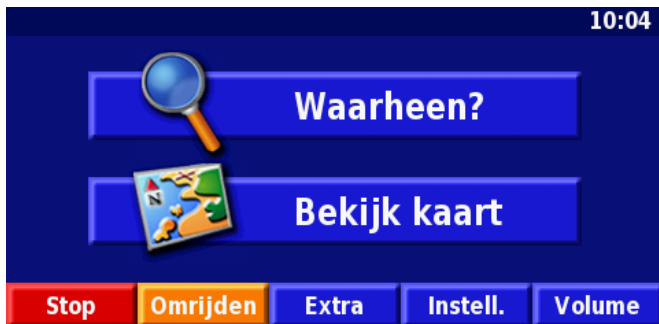 10:04
Waarheen?
N
Bekijk kaart
Stop Omrijden Extra Instell. Volume